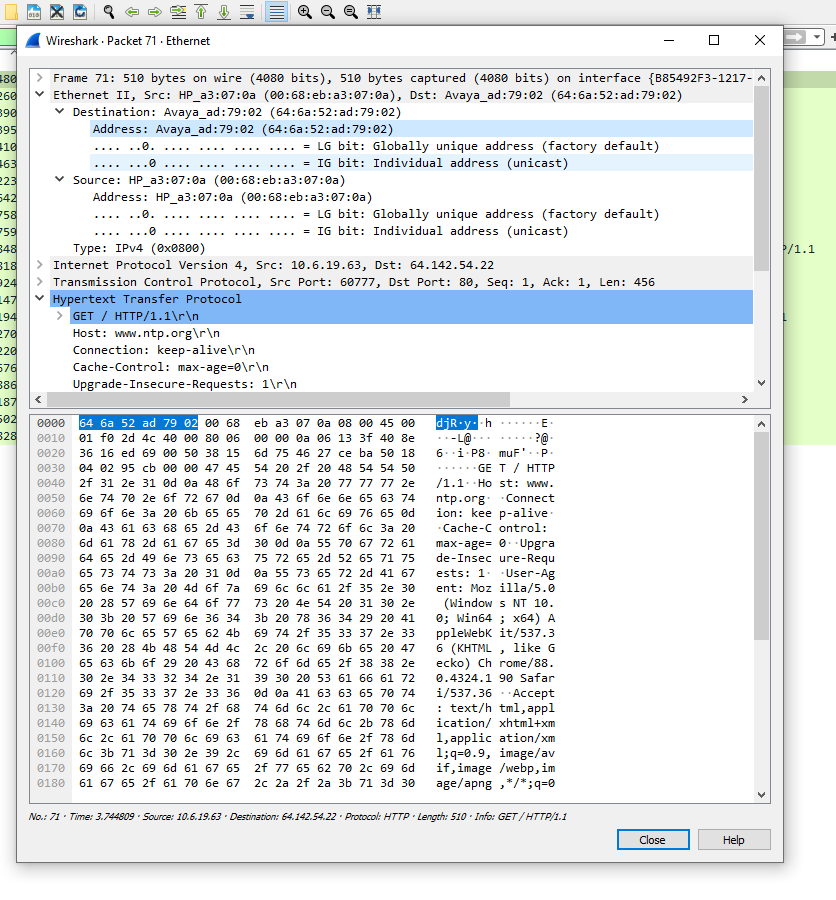 Wireshark · Packet 71 · Ethernet
Frame 71: 510 bytes on wire (4080 bits), 510 bytes captured (4080 bits) on interface {B85492F3-1217-
Ethernet II, Src: HP_a3:07:0a (00:68:eb:a3:07:0a), Dst: Avaya_ad:79:02 (64:6a:52:ad:79:02)
Destination: Avaya_ad:79:02 (64:6a:52:ad:79:02)
Address: Avaya_ad:79:02 (64:6a:52:ad:79:02)
.... ..0. .... .... .... .... = LG bit: Globally unique address (factory default)
.... ...0 .... .... .... .... = IG bit: Individual address (unicast)
Source: HP_a3:07:0a (00:68:eb:a3:07:0a)
Address: HP_a3:07:0a (00:68:eb:a3:07:0a)
.... ..0. .... .... .... .... = LG bit: Globally unique address (factory default)
.... ...0 .... .... .... .... = IG bit: Individual address (unicast)
Type: IPv4 (0x0800)
Internet Protocol Version 4, Src: 10.6.19.63, Dst: 64.142.54.22
Transmission Control Protocol, Src Port: 60777, Dst Port: 80, Seq: 1, Ack: 1, Len: 456
Hypertext Transfer Protocol
GET / HTTP/1.1\r\n
Host: www.ntp.org\r\n
Connection: keep-alive\r\n
Cache-Control: max-age=0\r\n
Upgrade-Insecure-Requests: 1\r\n
0000 64 6a 52 ad 79 02 00 68 eb a3 07 0a 08 00 45 00 djR·y··h ······E·
0010 01 f0 2d 4c 40 00 80 06 00 00 0a 06 13 3f 40 8e ··-L@··· ·····?@·
0020 36 16 ed 69 00 50 38 15 6d 75 46 27 ce ba 50 18 6··i·P8· muF'··P·
0030 04 02 95 cb 00 00 47 45 54 20 2f 20 48 54 54 50 ······GE T / HTTP
0040 2f 31 2e 31 0d 0a 48 6f 73 74 3a 20 77 77 77 2e /1.1··Ho st: www.
0050 6e 74 70 2e 6f 72 67 0d 0a 43 6f 6e 6e 65 63 74 ntp.org· ·Connect
0060 69 6f 6e 3a 20 6b 65 65 70 2d 61 6c 69 76 65 0d ion: kee p-alive·
0070 0a 43 61 63 68 65 2d 43 6f 6e 74 72 6f 6c 3a 20 ·Cache-C ontrol: 
0080 6d 61 78 2d 61 67 65 3d 30 0d 0a 55 70 67 72 61 max-age= 0··Upgra
0090 64 65 2d 49 6e 73 65 63 75 72 65 2d 52 65 71 75 de-Insec ure-Requ
00a0 65 73 74 73 3a 20 31 0d 0a 55 73 65 72 2d 41 67 ests: 1· ·User-Ag
00b0 65 6e 74 3a 20 4d 6f 7a 69 6c 6c 61 2f 35 2e 30 ent: Moz illa/5.0
00c0 20 28 57 69 6e 64 6f 77 73 20 4e 54 20 31 30 2e (Window s NT 10.
00d0 30 3b 20 57 69 6e 36 34 3b 20 78 36 34 29 20 41 0; Win64 ; x64) A
00e0 70 70 6c 65 57 65 62 4b 69 74 2f 35 33 37 2e 33 ppleWebK it/537.3
00f0 36 20 28 4b 48 54 4d 4c 2c 20 6c 69 6b 65 20 47 6 (KHTML , like G
0100 65 63 6b 6f 29 20 43 68 72 6f 6d 65 2f 38 38 2e ecko) Ch rome/88.
0110 30 2e 34 33 32 34 2e 31 39 30 20 53 61 66 61 72 0.4324.1 90 Safar
0120 69 2f 35 33 37 2e 33 36 0d 0a 41 63 63 65 70 74 i/537.36 ··Accept
0130 3a 20 74 65 78 74 2f 68 74 6d 6c 2c 61 70 70 6c : text/h tml,appl
0140 69 63 61 74 69 6f 6e 2f 78 68 74 6d 6c 2b 78 6d ication/ xhtml+xm
0150 6c 2c 61 70 70 6c 69 63 61 74 69 6f 6e 2f 78 6d l,applic ation/xm
0160 6c 3b 71 3d 30 2e 39 2c 69 6d 61 67 65 2f 61 76 l;q=0.9, image/av
0170 69 66 2c 69 6d 61 67 65 2f 77 65 62 70 2c 69 6d if,image /webp,im
0180 61 67 65 2f 61 70 6e 67 2c 2a 2f 2a 3b 71 3d 30 age/apng ,*/*;q=0
No.: 71 · Time: 3.744809 · Source: 10.6.19.63 · Destination: 64.142.54.22 · Protocol: HTTP · Length: 510 · Info: GET / HTTP/1.1
Close
Help